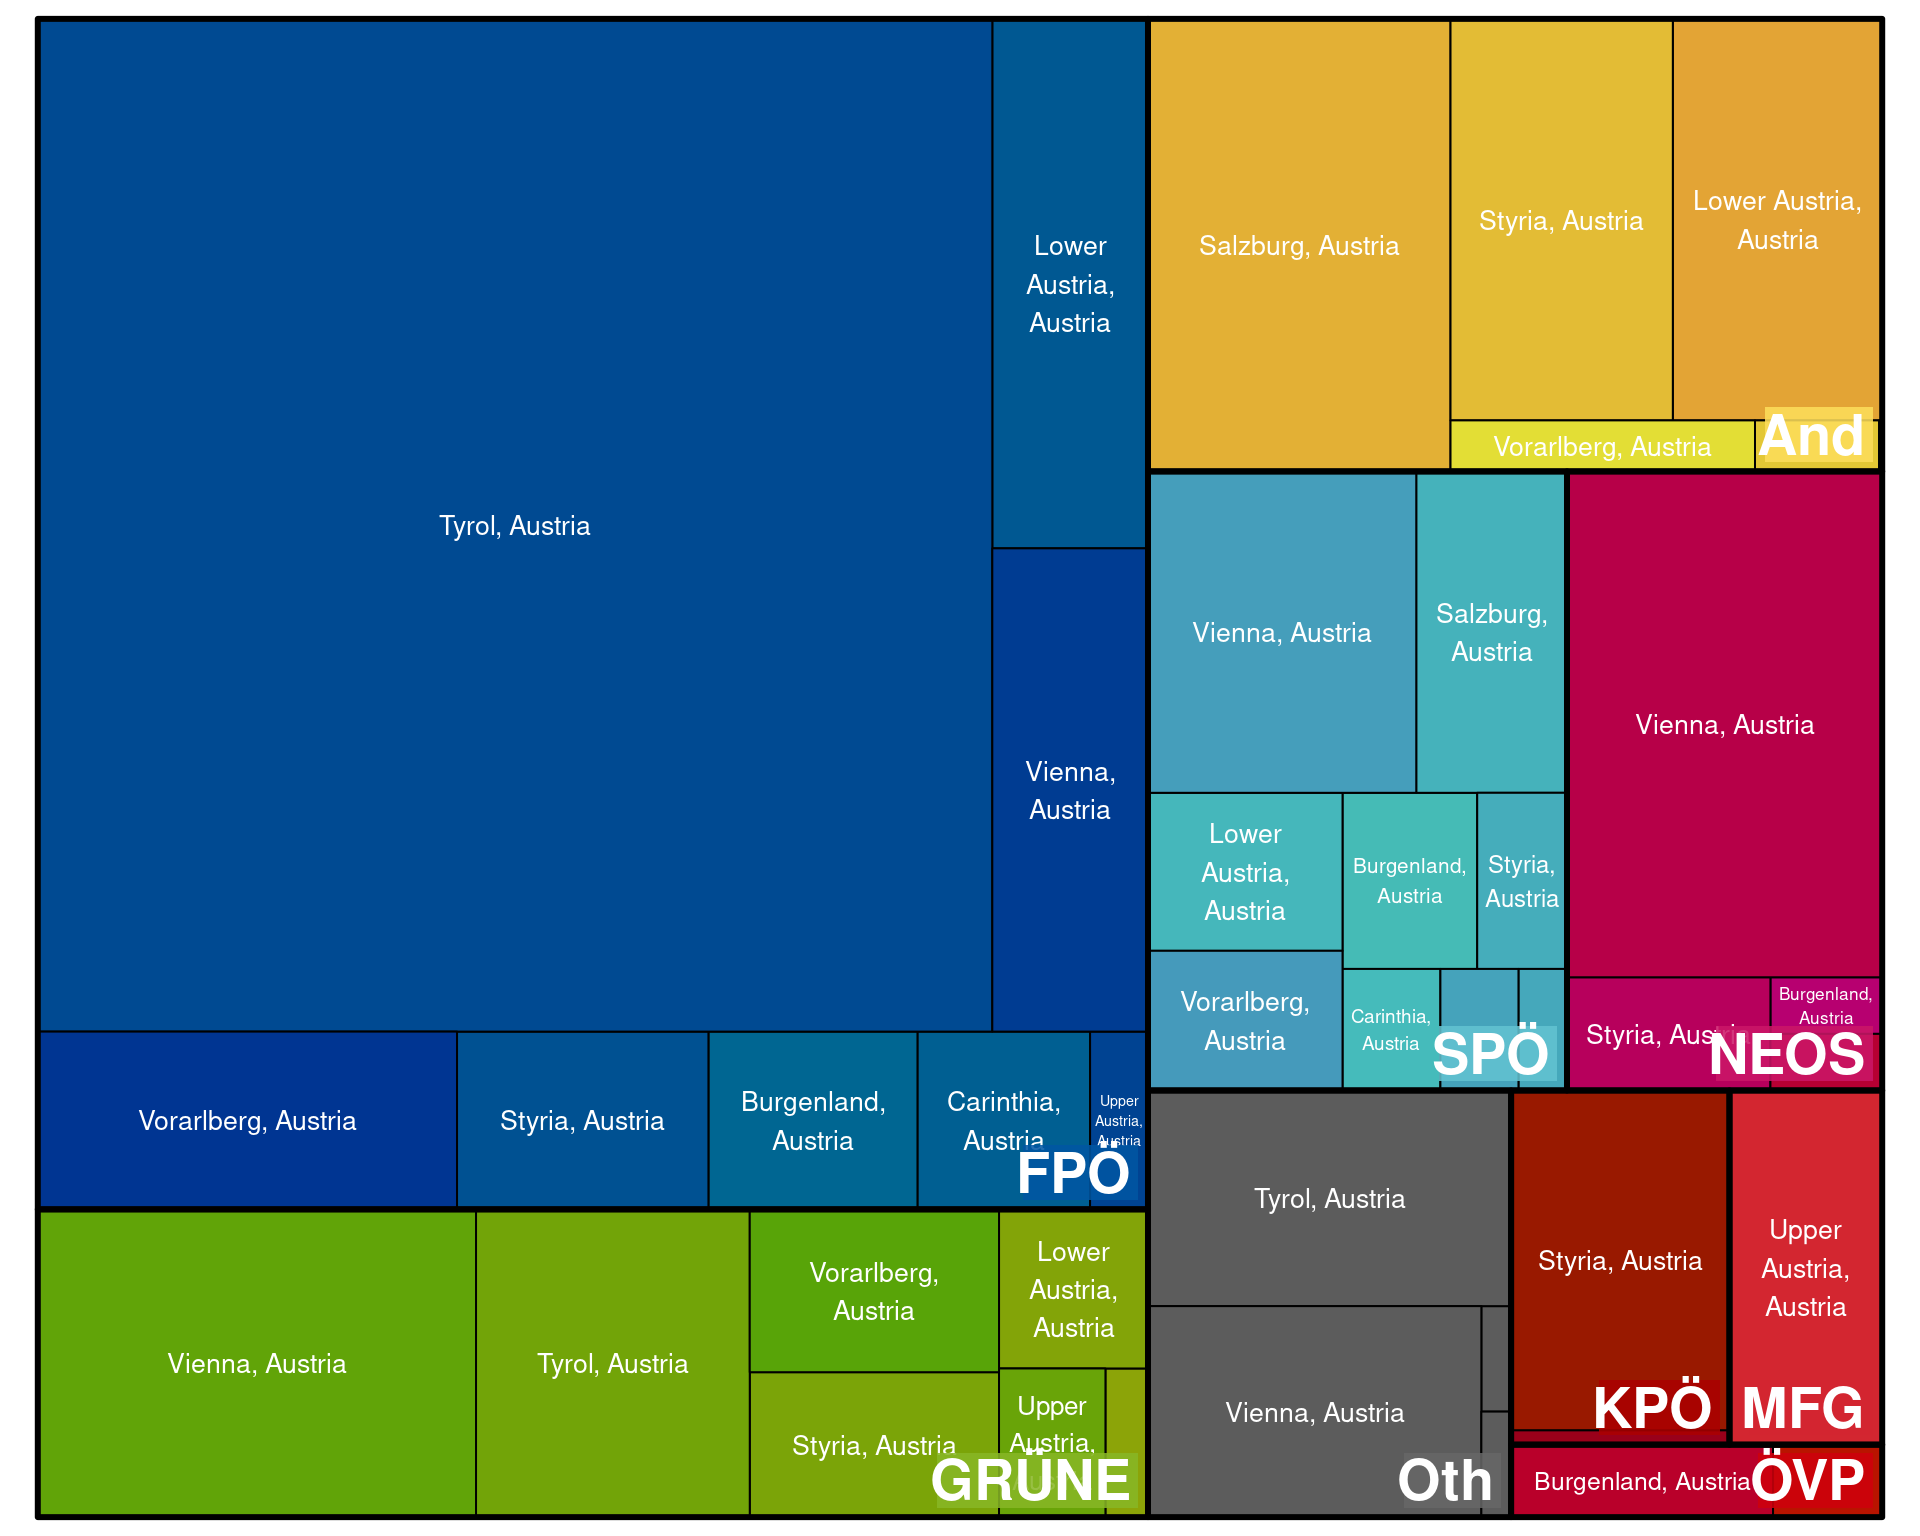 Tyrol, Austria
Lower
Austria,
Austria
Vienna,
Austria
Vorarlberg, Austria
Styria, Austria
Burgenland,
Austria
Carinthia,
Austria
Upper
Austria,
Austria
FPÖ
Vienna, Austria
Tyrol, Austria
Vorarlberg,
Austria
Styria, Austria
Lower
Austria,
Austria
Upper
Austria,
GRÜNE
Salzburg, Austria
Styria, Austria
Lower Austria,
Austria
Vorarlberg, Austria
And
Vienna, Austria
Salzburg,
Austria
Lower
Austria,
Austria
Burgenland,
Austria
Styria,
Austria
Vorarlberg,
Austria
Carinthia,
Austria
SPÖ
Vienna, Austria
Styria, Austria
Burgenland,
Austria
NEOS
Tyrol, Austria
Vienna, Austria
Oth
Styria, Austria
KPÖ
Upper
Austria,
Austria
MFG
Burgenland, Austria
ÖVP